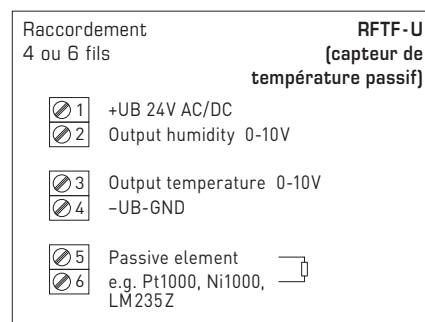 Raccordement
4 ou 6 fils
RFTF-U
(capteur de
température passif)
1 +UB 24V AC/DC
2 Output humidity 0-10V
3 Output temperature 0-10V
4 –UB-GND
5 Passive element
6 e.g. Pt1000, Ni1000,
LM235Z